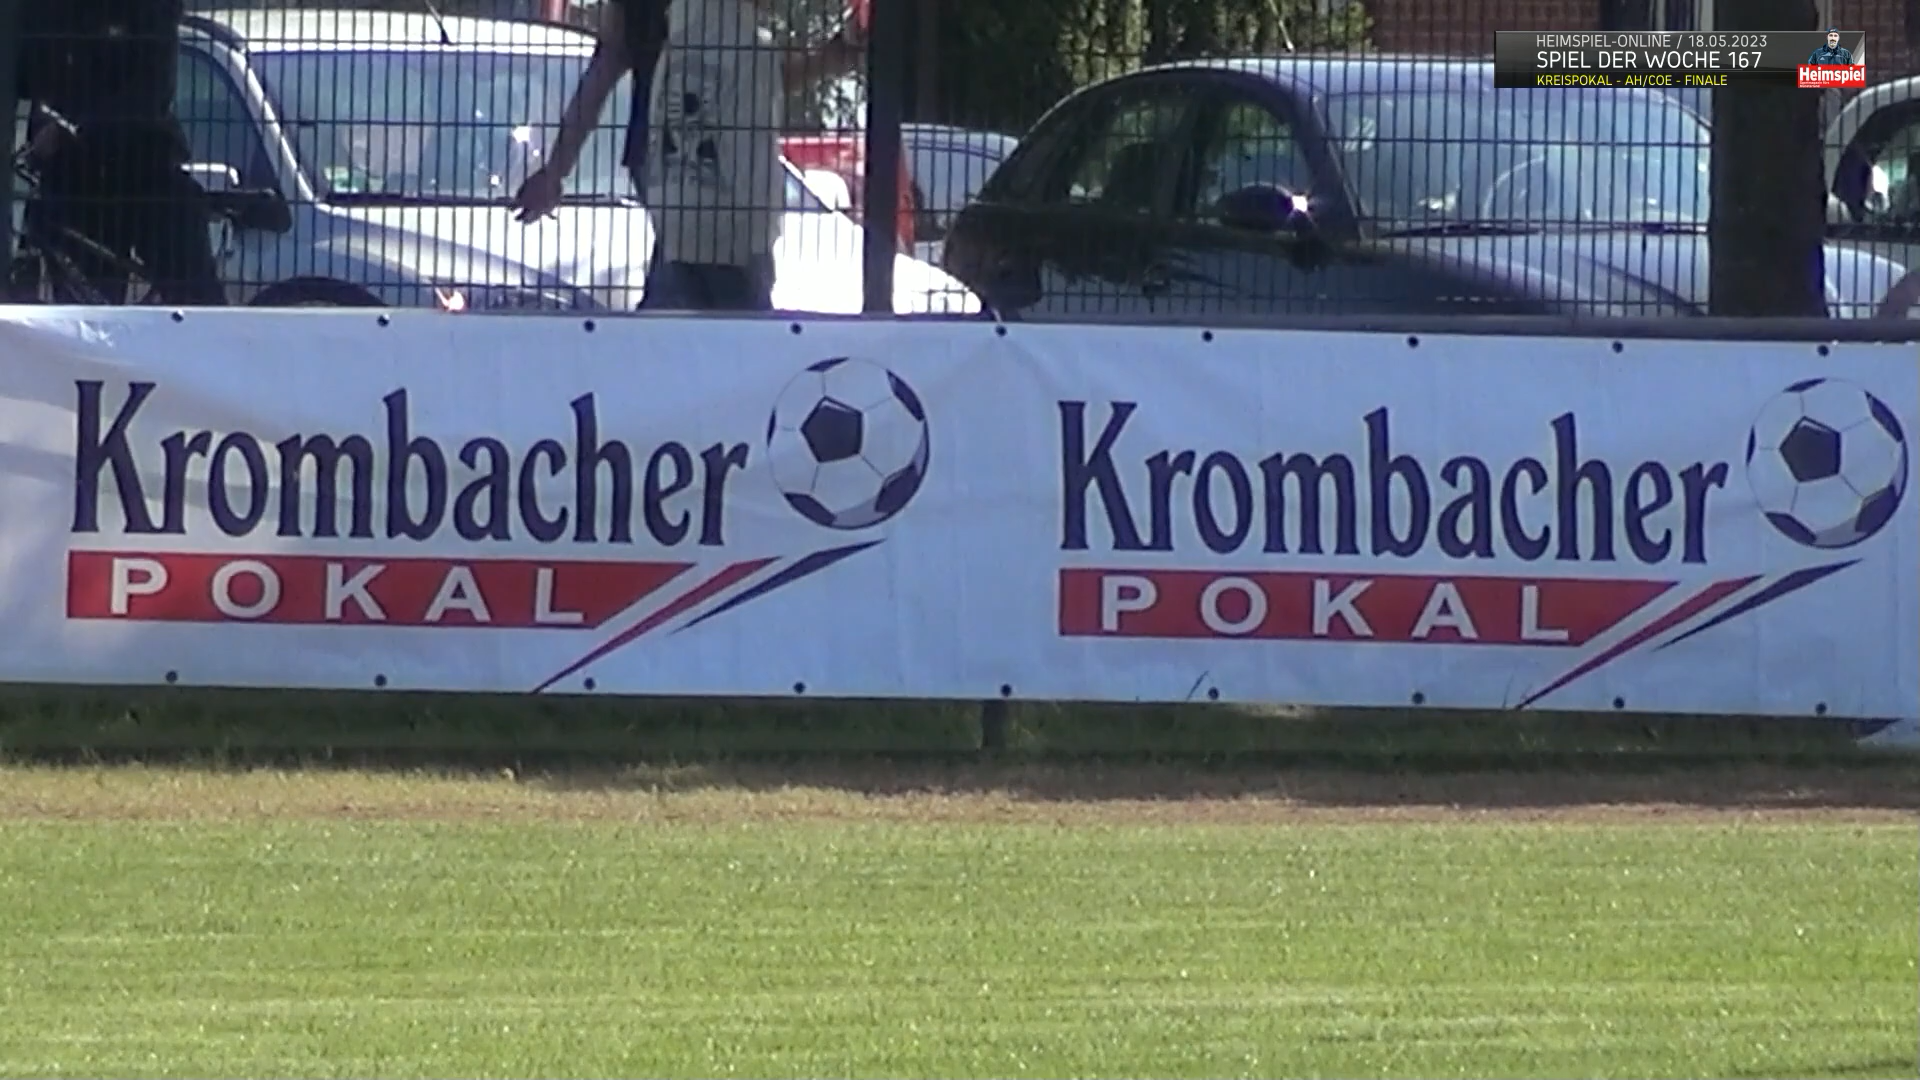 HEIMSPIEL-ONLINE / 18.05.2023
SPIEL DER WOCHE 167
KREISPOKAL - AH/COE - FINALE
Heimspiel
Krombacher
POKAL
Krombacher
POKAL